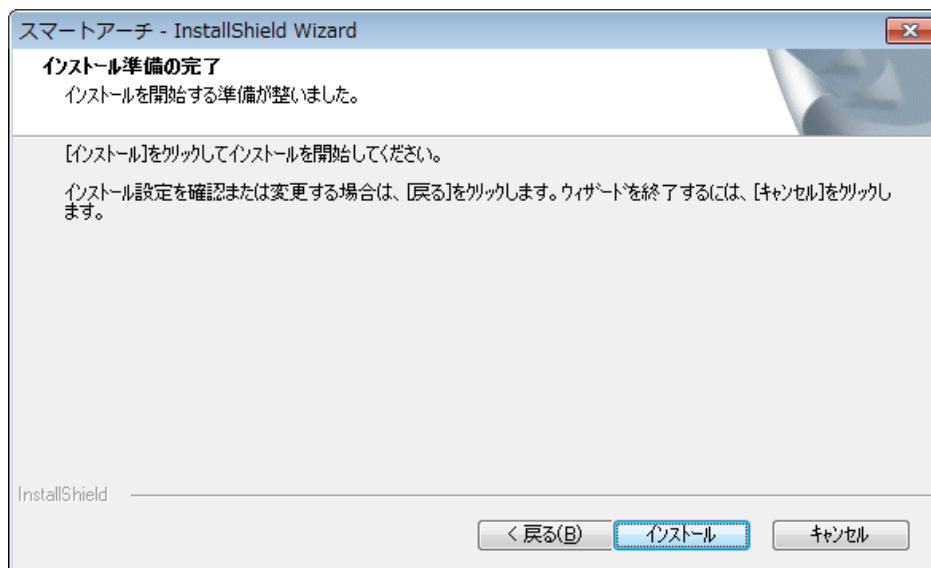 スマートアーチ - InstallShield Wizard
インストール準備の完了
インストールを開始する準備が整いました。
[インストール]をクリックしてインストールを開始してください。
インストール設定を確認または変更する場合は、[戻る]をクリックします。ウィザードを終了するには、[キャンセル]をクリックし
ます。
InstallShield
< 戻る(B)
インストール
キャンセル